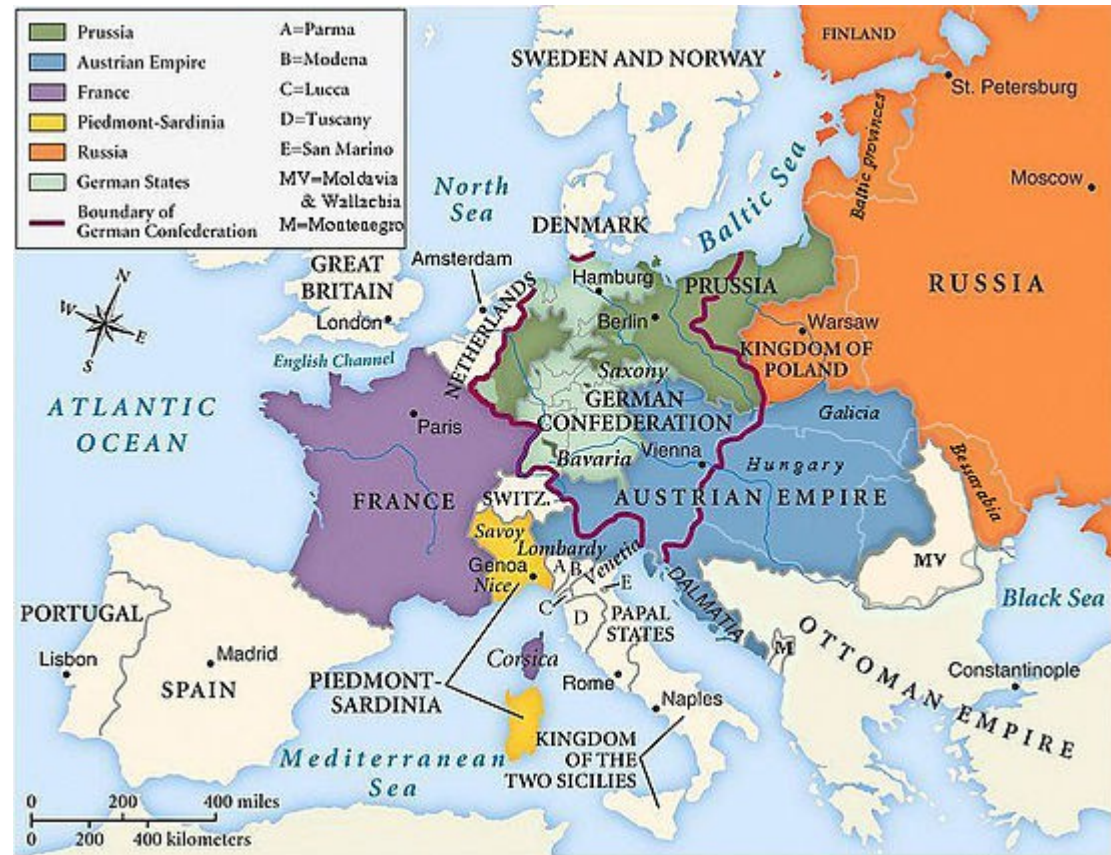 Prussia
Austrian Empire
France
Piedmont-Sardinia
Russia
German States
Boundary of
German Confederation
A=Parma
B=Modena
C=Lucca
D=Tuscany
E=San Marino
MV=Moldavia
& Wallachia
M=Montenegro
FINLAND
SWEDEN AND NORWAY
St. Petersburg
Baltic provinces
Moscow
North
Sea
Baltic Sea
DENMARK
Amsterdam
Hamburg
PRUSSIA
RUSSIA
GREAT
BRITAIN
NETHERLANDS
N
W
E
S
London
Berlin
Warsaw
English Channel
KINGDOM OF
POLAND
Saxony
ATLANTIC
OCEAN
GERMAN
CONFEDERATION
Galicia
Paris
Vienna
Hungary
Bavaria
Bessarabia
FRANCE
SWITZ.
AUSTRIAN EMPIRE
Savoy
Lombardy
Venetia
MV
Genoa
Nice
A
B
E
C
D
DALMATIA
Black Sea
PORTUGAL
PAPAL
STATES
M
OTTOMAN EMPIRE
Lisbon
Madrid
Corsica
Constantinople
SPAIN
PIEDMONT-
SARDINIA
Rome
Naples
KINGDOM
OF THE
TWO SICILIES
Mediterranean
Sea
0 200 400 miles
0 200 400 kilometers